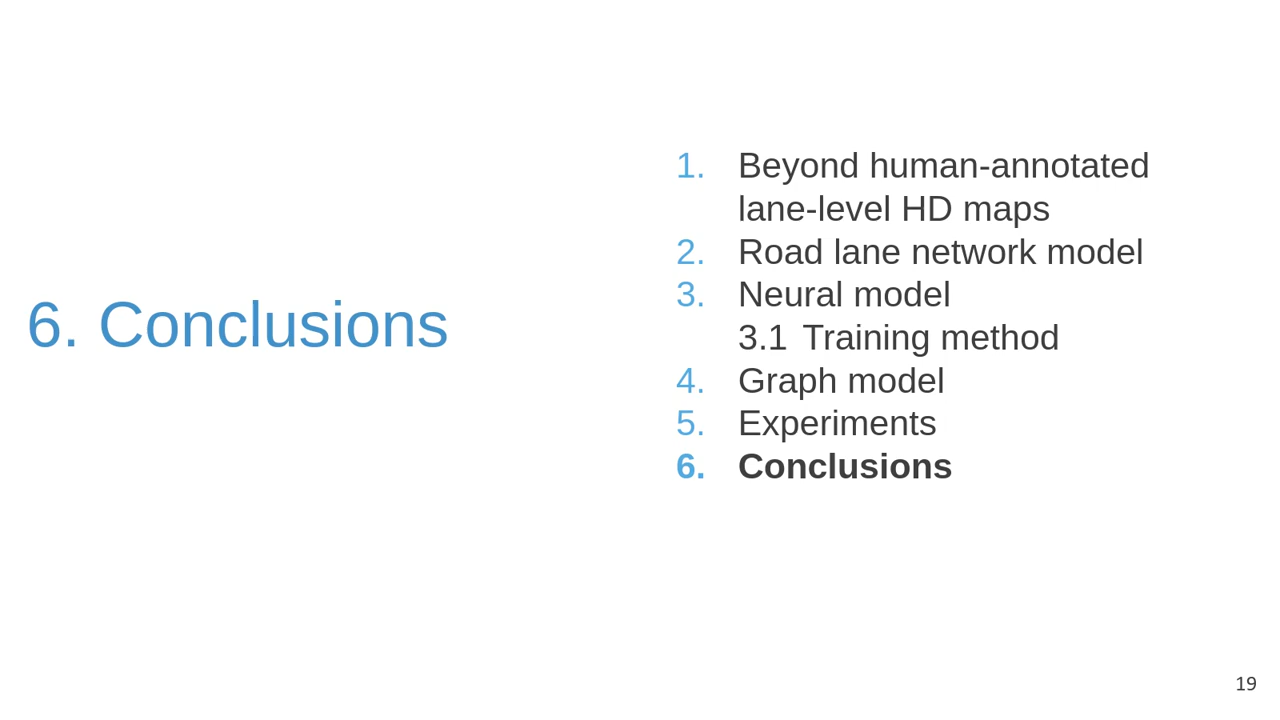 6. Conclusions
1. Beyond human-annotated
lane-level HD maps
2. Road lane network model
3. Neural model
3.1 Training method
4. Graph model
5. Experiments
6. Conclusions
19